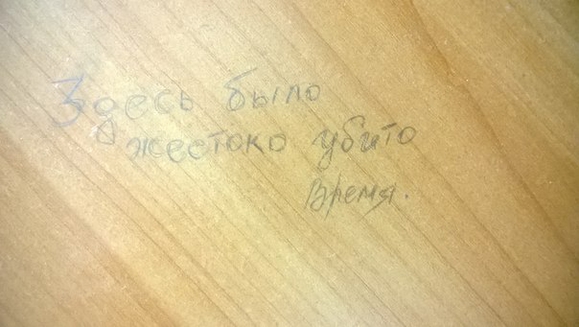 Здесь было
жестоко убито
время.